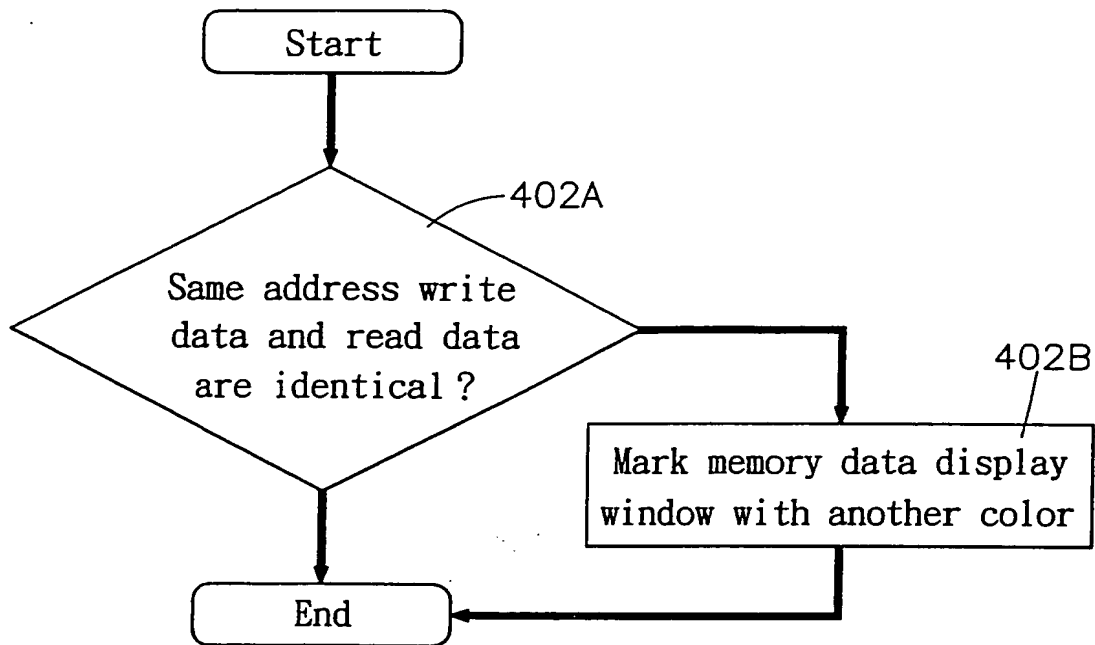 Start
402A
Same address write
data and read data
are identical?
402B
Mark memory data display
window with another color
End